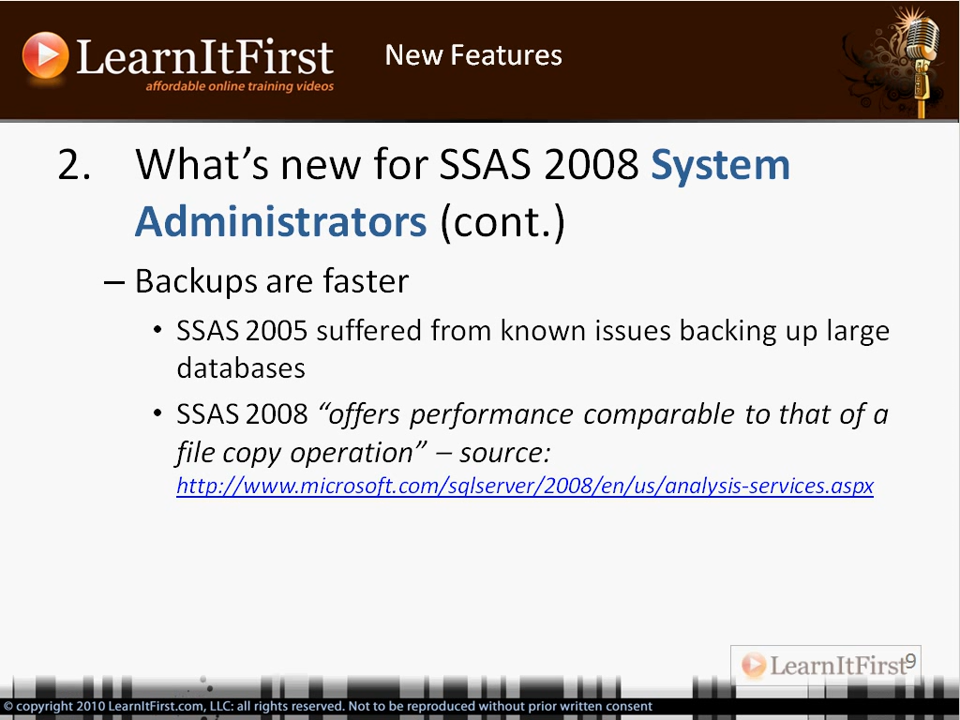 LearnItFirst
affordable online training videos
New Features
2. What’s new for SSAS 2008 System
Administrators (cont.)
– Backups are faster
• SSAS 2005 suffered from known issues backing up large
databases
• SSAS 2008 “offers performance comparable to that of a
file copy operation” – source:
http://www.microsoft.com/sqlserver/2008/en/us/analysis-services.aspx
LearnItFirst
9
© copyright 2010 LearnItFirst.com, LLC: all rights reserved. Not to be reproduced without prior written consent